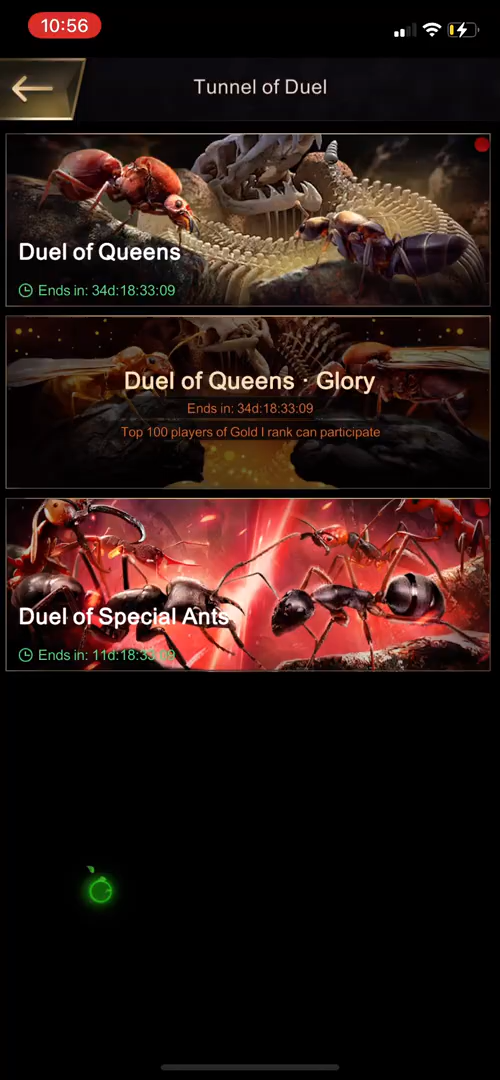 10:56
Tunnel of Duel
Duel of Queens
Ends in: 34d:18:33:09
Duel of Queens · Glory
Ends in: 34d:18:33:09
Top 100 players of Gold I rank can participate
Duel of Special Ants
Ends in: 11d:18:33:09